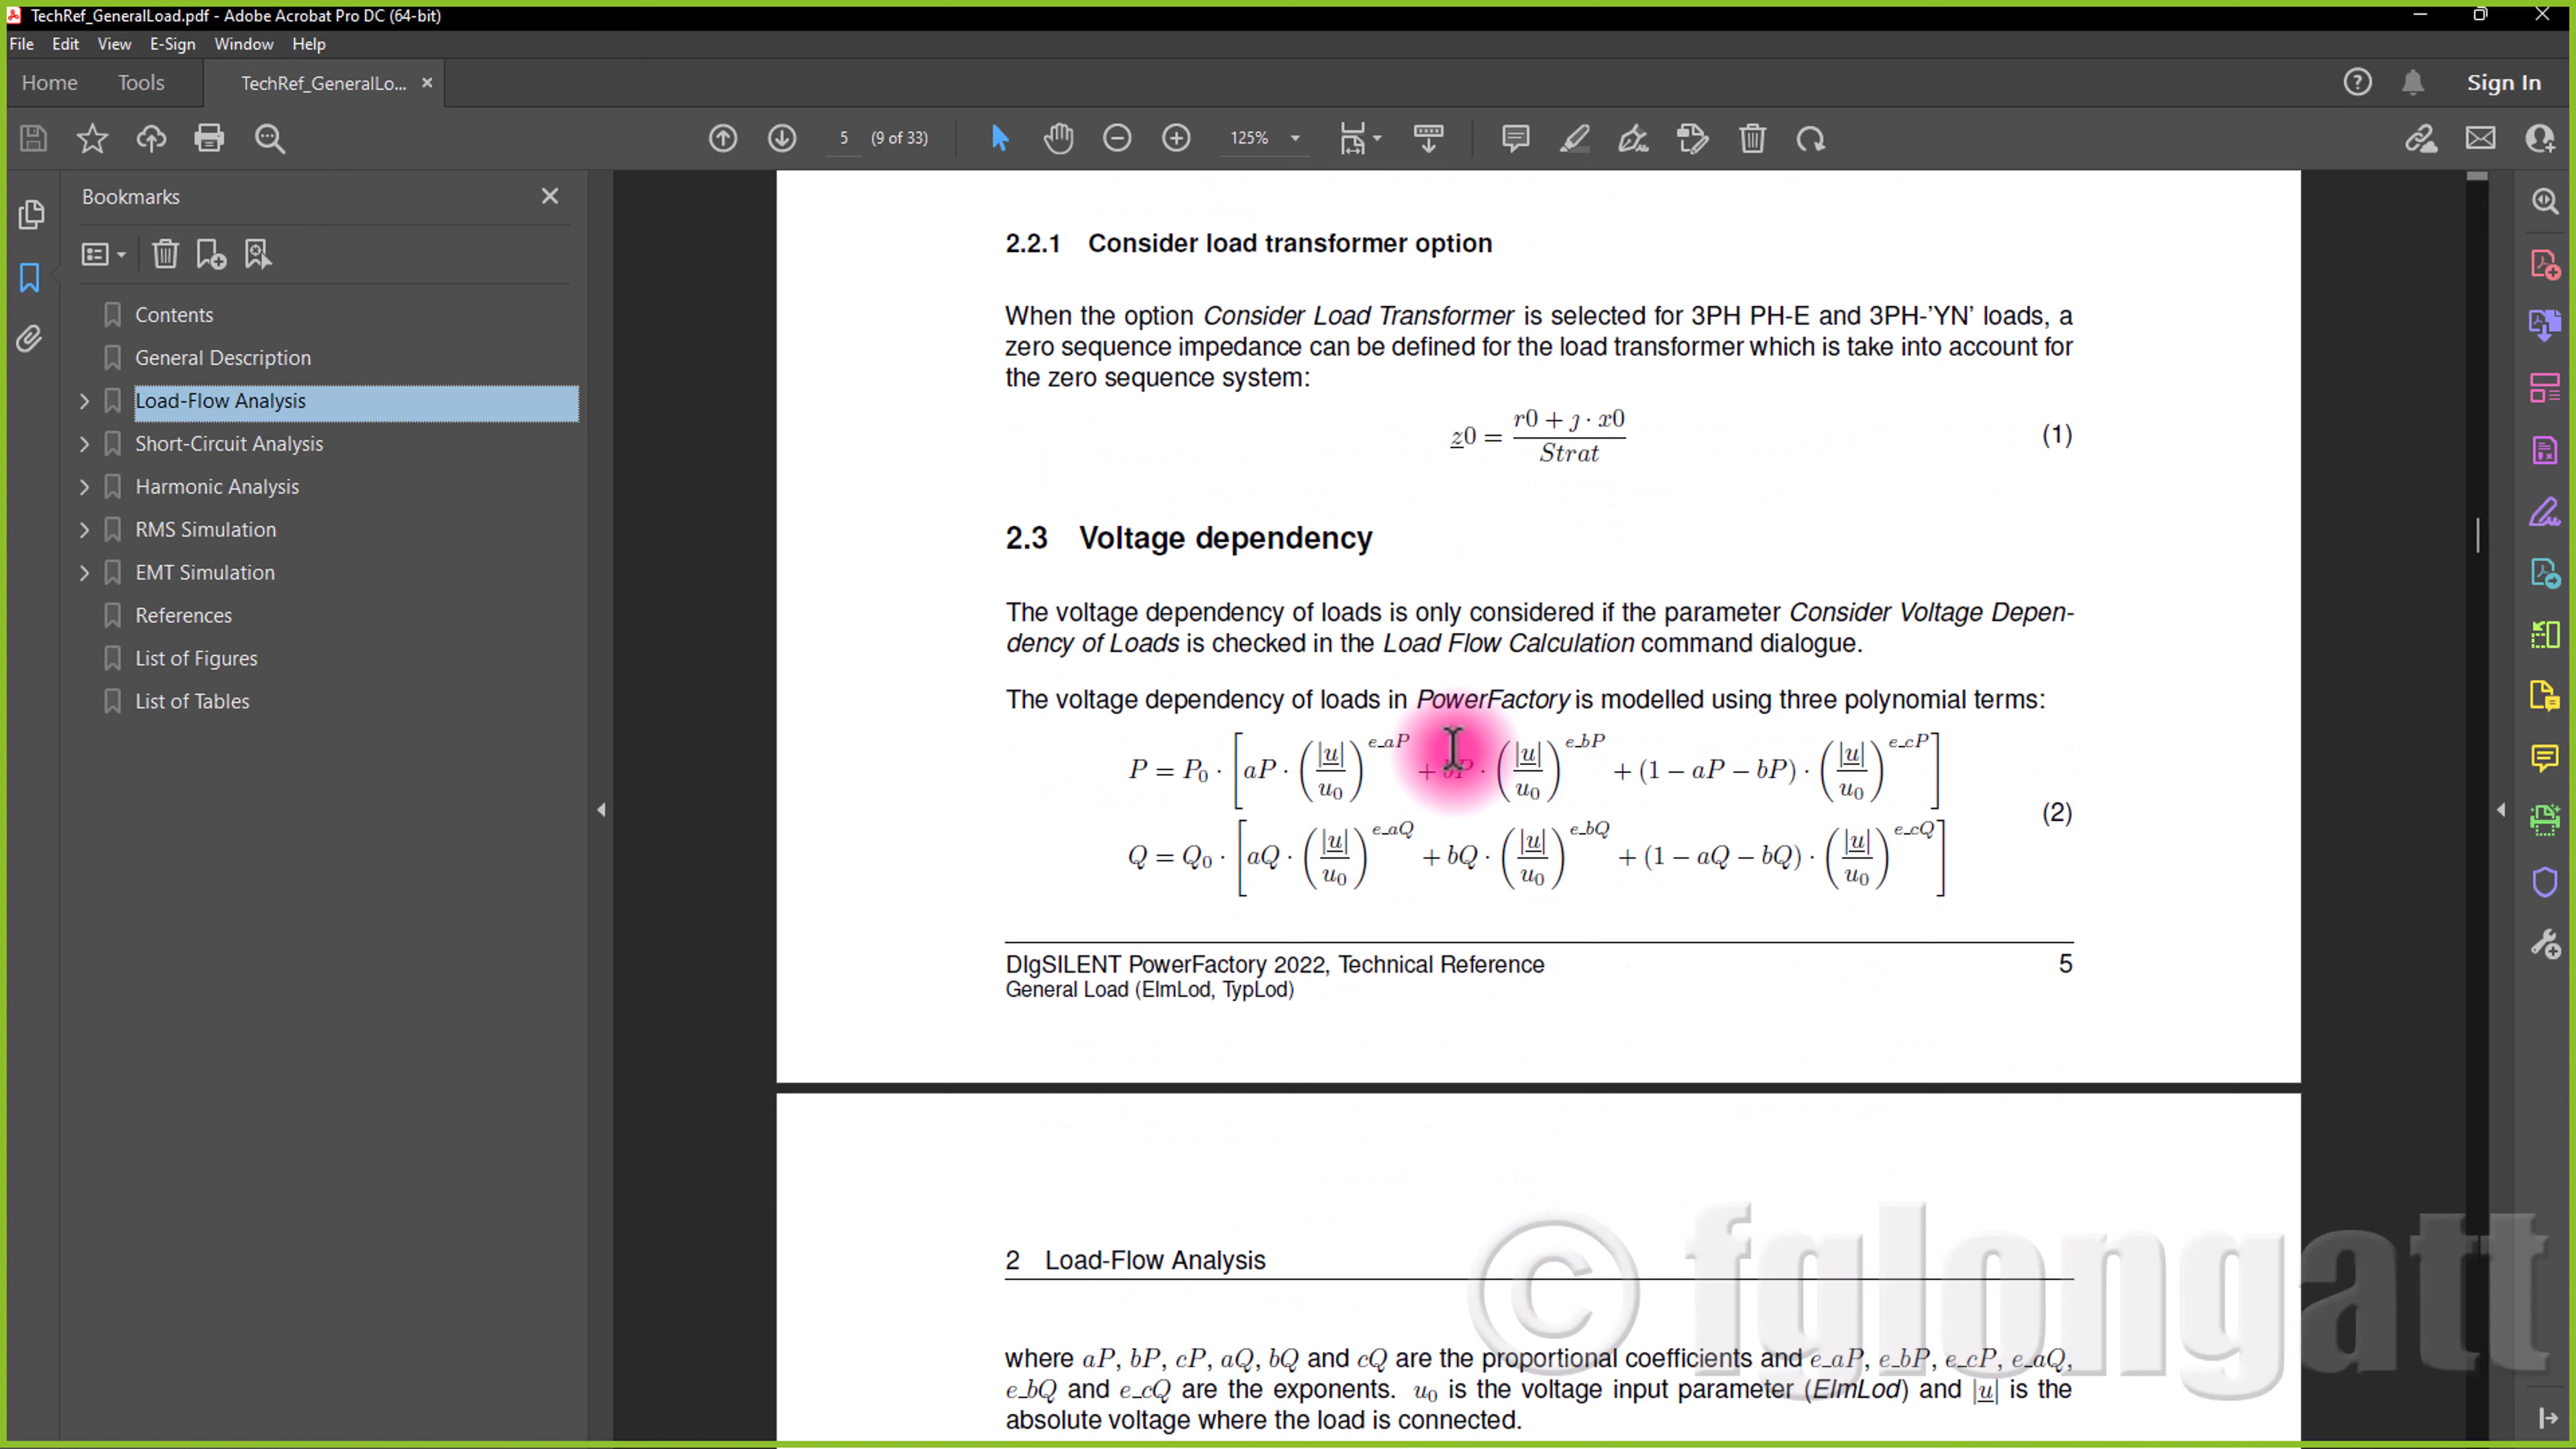 TechRef_GeneralLoad.pdf - Adobe Acrobat Pro DC (64-bit)
File Edit View E-Sign Window Help
Home Tools TechRef_GeneralLo... × Sign In
5 (9 of 33) 125%
Bookmarks
Contents
General Description
Load-Flow Analysis
Short-Circuit Analysis
Harmonic Analysis
RMS Simulation
EMT Simulation
References
List of Figures
List of Tables
2.2.1 Consider load transformer option
When the option Consider Load Transformer is selected for 3PH PH-E and 3PH-'YN' loads, a
zero sequence impedance can be defined for the load transformer which is take into account for
the zero sequence system:
z0 = (r0 + ȷ · x0) / Strat (1)
2.3 Voltage dependency
The voltage dependency of loads is only considered if the parameter Consider Voltage Depen-
dency of Loads is checked in the Load Flow Calculation command dialogue.
The voltage dependency of loads in PowerFactory is modelled using three polynomial terms:
P = P₀ · [aP · (|u|/u₀)^e_aP + bP · (|u|/u₀)^e_bP + (1 − aP − bP) · (|u|/u₀)^e_cP]
(2)
Q = Q₀ · [aQ · (|u|/u₀)^e_aQ + bQ · (|u|/u₀)^e_bQ + (1 − aQ − bQ) · (|u|/u₀)^e_cQ]
DIgSILENT PowerFactory 2022, Technical Reference 5
General Load (ElmLod, TypLod)
2 Load-Flow Analysis
where aP, bP, cP, aQ, bQ and cQ are the proportional coefficients and e_aP, e_bP, e_cP, e_aQ,
e_bQ and e_cQ are the exponents. u₀ is the voltage input parameter (ElmLod) and |u| is the
absolute voltage where the load is connected.
© fglongatt